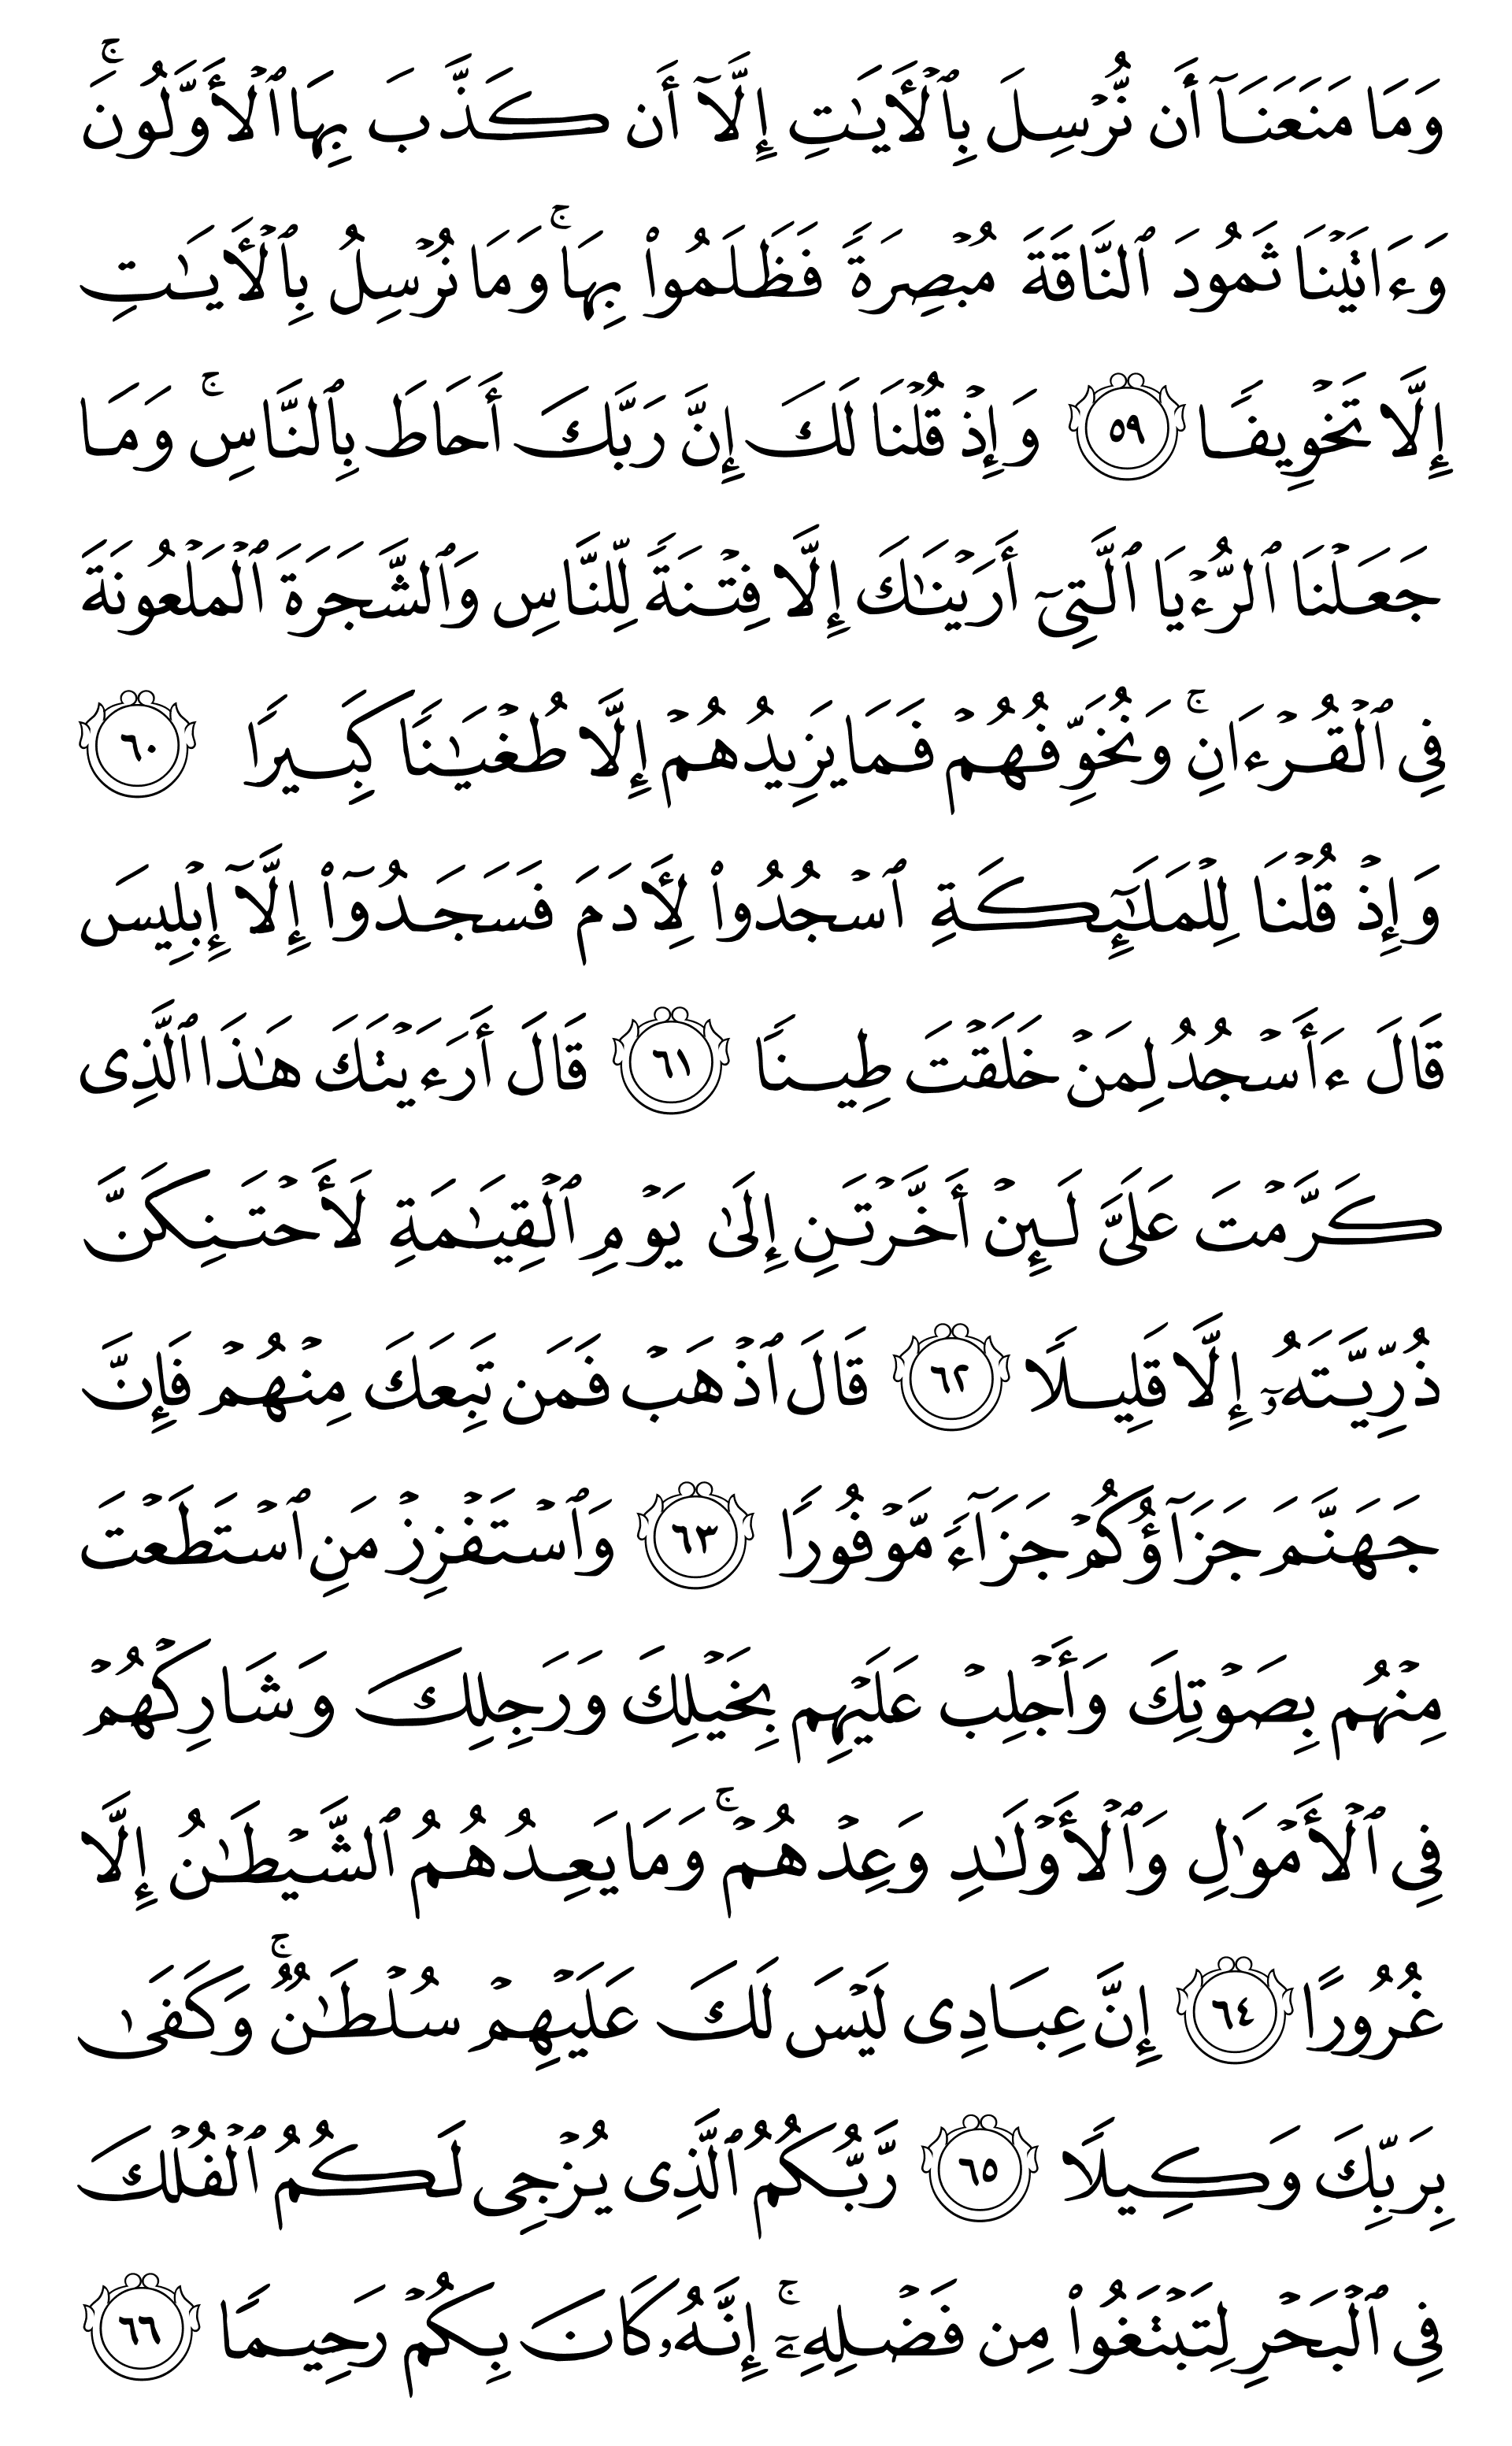 وَمَا مَنَعَنَآ أَن نُّرْسِلَ بِٱلْأَيَٰتِ إِلَّآ أَن كَذَّبَ بِهَا ٱلْأَوَّلُونَۚ
وَءَاتَيْنَا ثَمُودَ ٱلنَّاقَةَ مُبْصِرَةً فَظَلَمُوا۟ بِهَاۚ وَمَا نُرْسِلُ بِٱلْأَيَٰتِ
إِلَّا تَخْوِيفًا ٥٩ وَإِذْ قُلْنَا لَكَ إِنَّ رَبَّكَ أَحَاطَ بِٱلنَّاسِۚ وَمَا
جَعَلْنَا ٱلرُّءْيَا ٱلَّتِىٓ أَرَيْنَٰكَ إِلَّا فِتْنَةً لِّلنَّاسِ وَٱلشَّجَرَةَ ٱلْمَلْعُونَةَ
فِى ٱلْقُرْءَانِۚ وَنُخَوِّفُهُمْ فَمَا يَزِيدُهُمْ إِلَّا طُغْيَٰنًا كَبِيرًا ٦٠
وَإِذْ قُلْنَا لِلْمَلَٰٓئِكَةِ ٱسْجُدُوا۟ لِأَدَمَ فَسَجَدُوٓا۟ إِلَّآ إِبْلِيسَ
قَالَ ءَأَسْجُدُ لِمَنْ خَلَقْتَ طِينًا ٦١ قَالَ أَرَءَيْتَكَ هَٰذَا ٱلَّذِى
كَرَّمْتَ عَلَىَّ لَئِنْ أَخَّرْتَنِ إِلَىٰ يَوْمِ ٱلْقِيَٰمَةِ لَأَحْتَنِكَنَّ
ذُرِّيَّتَهُۥٓ إِلَّا قَلِيلًا ٦٢ قَالَ ٱذْهَبْ فَمَن تَبِعَكَ مِنْهُمْ فَإِنَّ
جَهَنَّمَ جَزَآؤُكُمْ جَزَآءً مَّوْفُورًا ٦٣ وَٱسْتَفْزِزْ مَنِ ٱسْتَطَعْتَ
مِنْهُم بِصَوْتِكَ وَأَجْلِبْ عَلَيْهِم بِخَيْلِكَ وَرَجِلِكَ وَشَارِكْهُمْ
فِى ٱلْأَمْوَٰلِ وَٱلْأَوْلَٰدِ وَعِدْهُمْۚ وَمَا يَعِدُهُمُ ٱلشَّيْطَٰنُ إِلَّا
غُرُورًا ٦٤ إِنَّ عِبَادِى لَيْسَ لَكَ عَلَيْهِمْ سُلْطَٰنٌۚ وَكَفَىٰ
بِرَبِّكَ وَكِيلًا ٦٥ رَّبُّكُمُ ٱلَّذِى يُزْجِى لَكُمُ ٱلْفُلْكَ
فِى ٱلْبَحْرِ لِتَبْتَغُوا۟ مِن فَضْلِهِۦٓۚ إِنَّهُۥ كَانَ بِكُمْ رَحِيمًا ٦٦